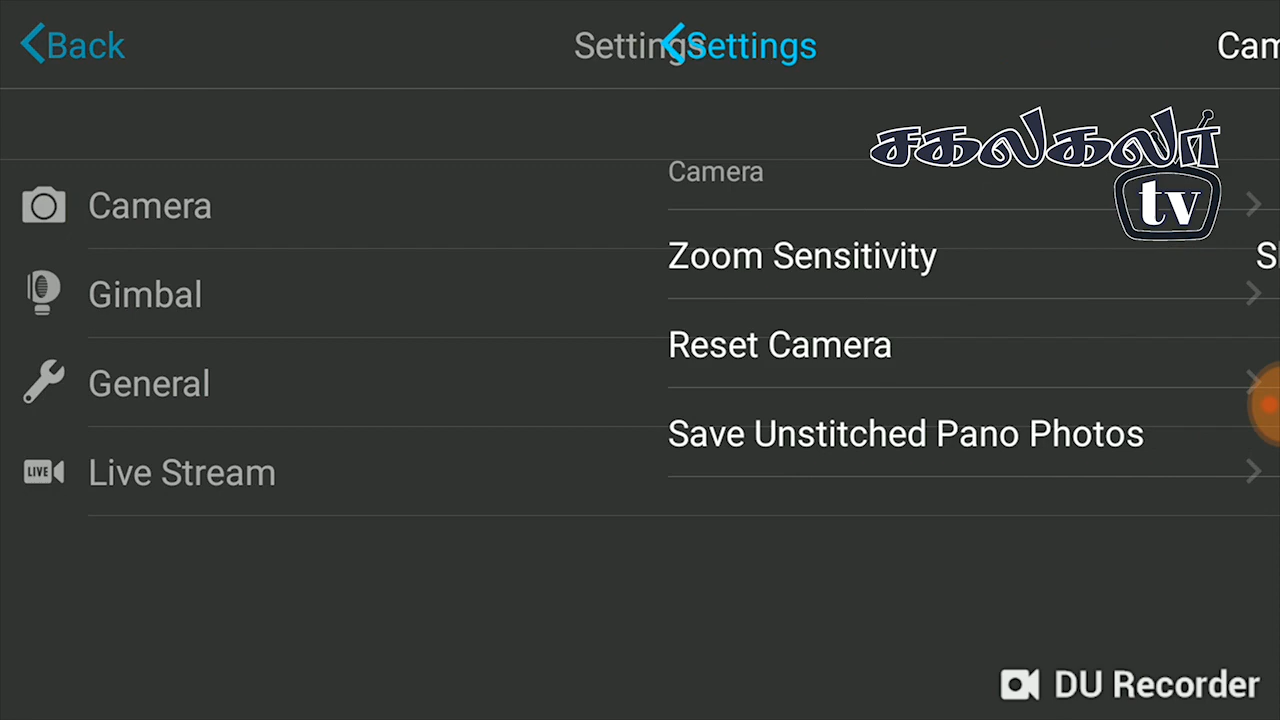 Back
Settings
Settings
Cam
சகலகலா
tv
Camera
Gimbal
General
Live Stream
Camera
Zoom Sensitivity
Reset Camera
Save Unstitched Pano Photos
LIVE
DU Recorder